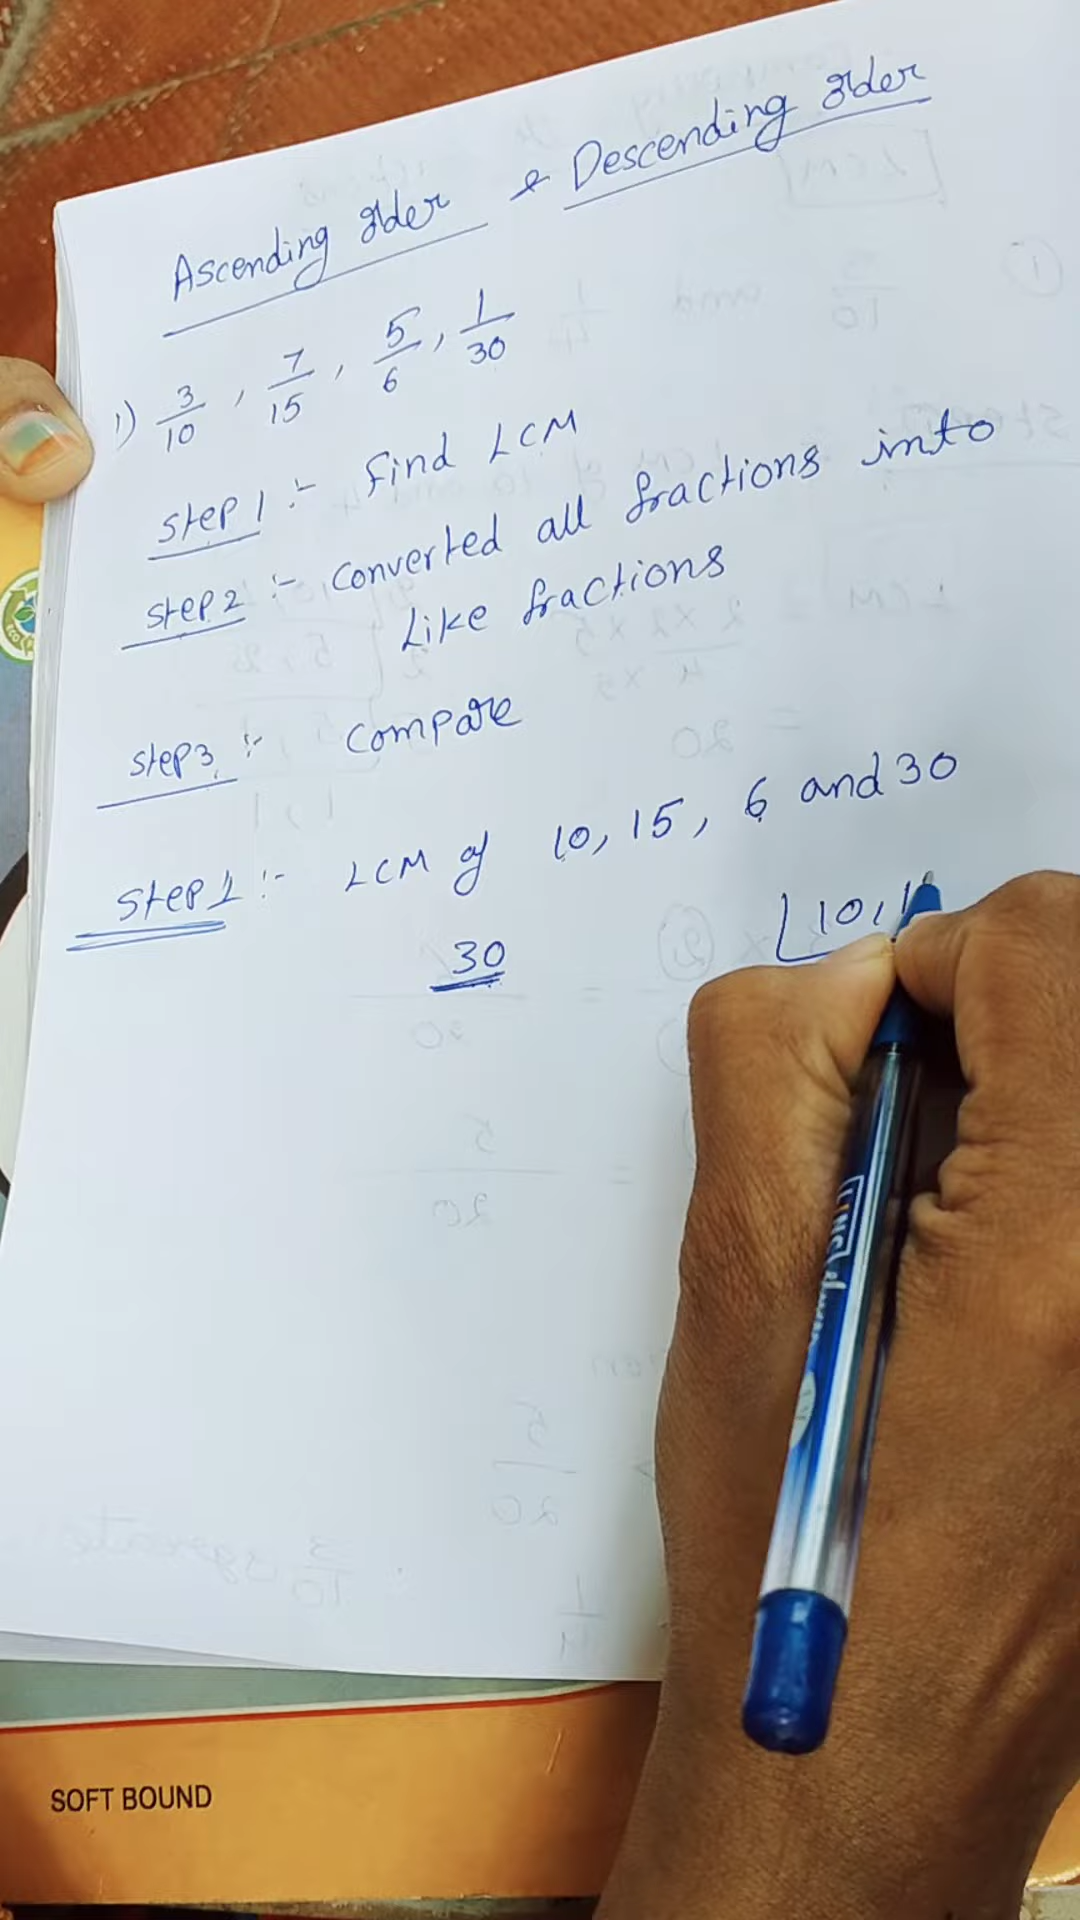 Ascending order & Descending order
1) 3/10, 7/15, 5/6, 1/30
Step 1 :- Find LCM
Step 2 :- Converted all fractions into
Like fractions
Step 3 :- Compare
Step 1 :- LCM of 10, 15, 6 and 30
30
10, 1
SOFT BOUND